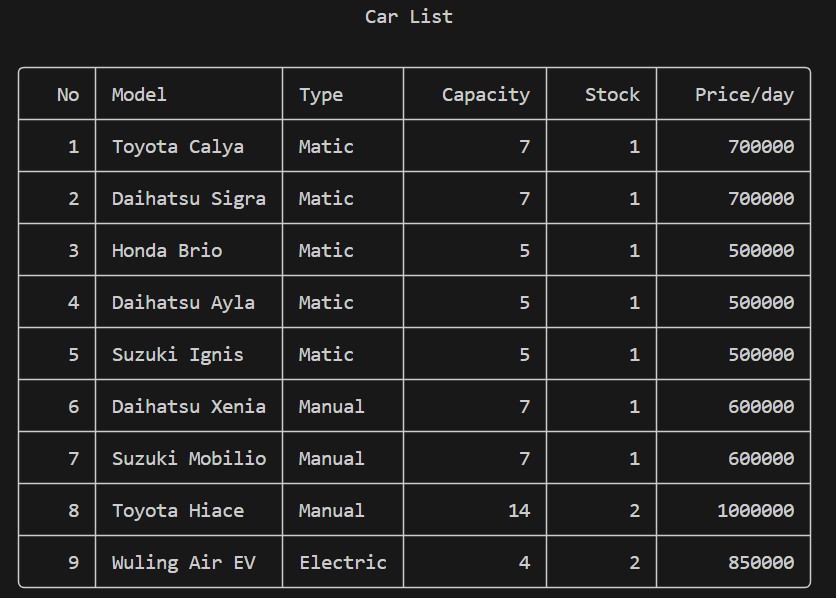 Car List
No Model Type Capacity Stock Price/day
1 Toyota Calya Matic 7 1 700000
2 Daihatsu Sigra Matic 7 1 700000
3 Honda Brio Matic 5 1 500000
4 Daihatsu Ayla Matic 5 1 500000
5 Suzuki Ignis Matic 5 1 500000
6 Daihatsu Xenia Manual 7 1 600000
7 Suzuki Mobilio Manual 7 1 600000
8 Toyota Hiace Manual 14 2 1000000
9 Wuling Air EV Electric 4 2 850000